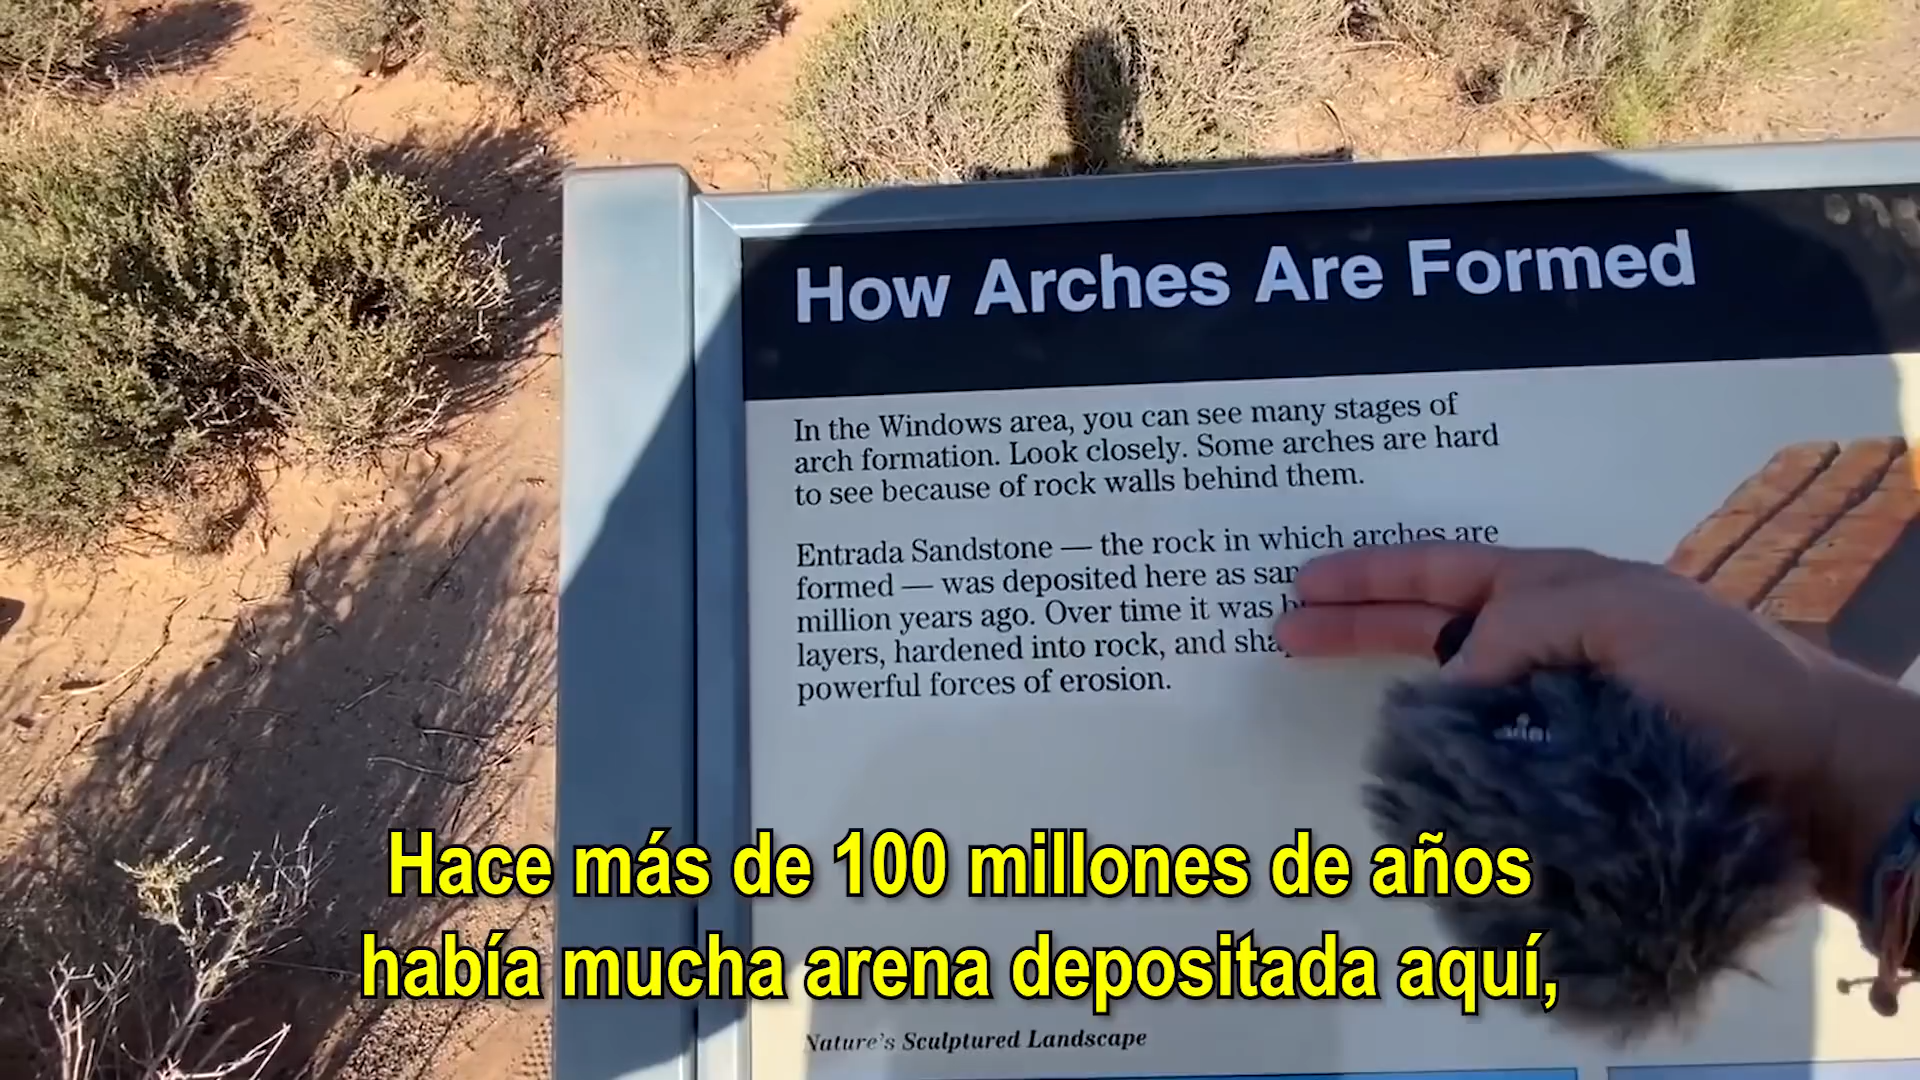 How Arches Are Formed
In the Windows area, you can see many stages of
arch formation. Look closely. Some arches are hard
to see because of rock walls behind them.
Entrada Sandstone — the rock in which arches are
formed — was deposited here as
million years ago. Over time it was
layers, hardened into rock, and
powerful forces of erosion.
Hace más de 100 millones de años
había mucha arena depositada aquí,
Nature's Sculptured Landscape